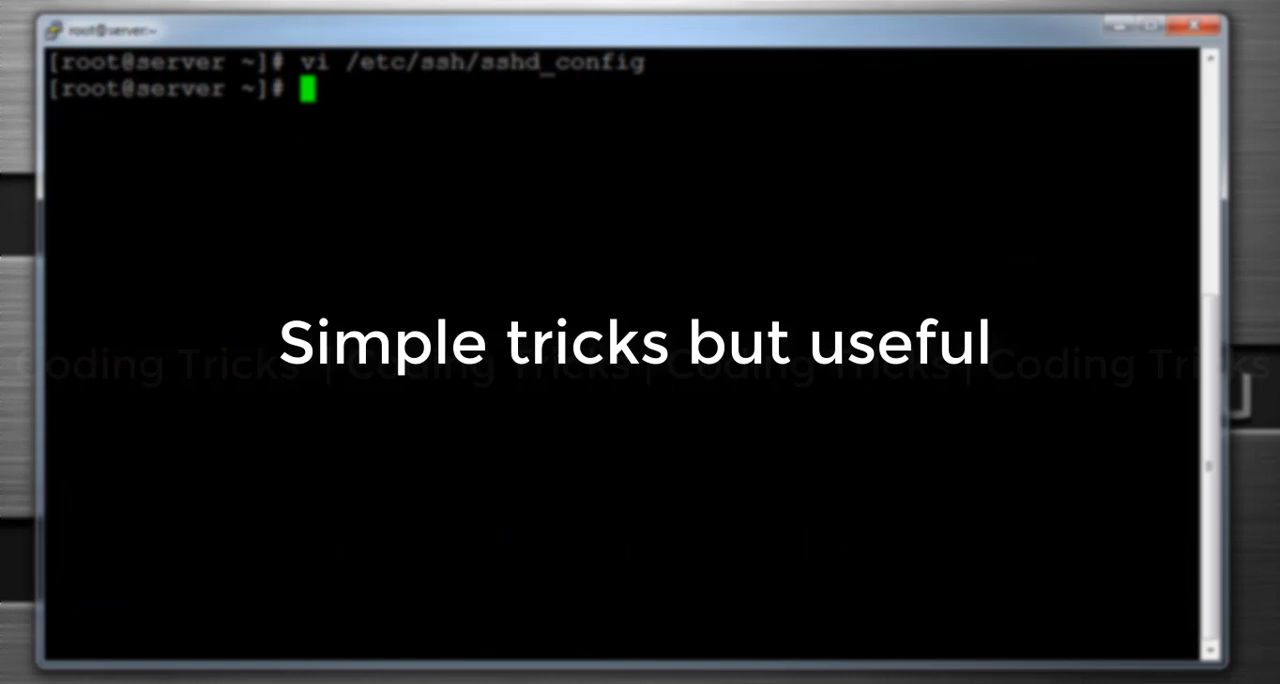 root@server:~
[root@server ~]# vi /etc/ssh/sshd_config
[root@server ~]#
Simple tricks but useful
Coding Tricks | Coding Tricks | Coding Tricks | Coding Tricks